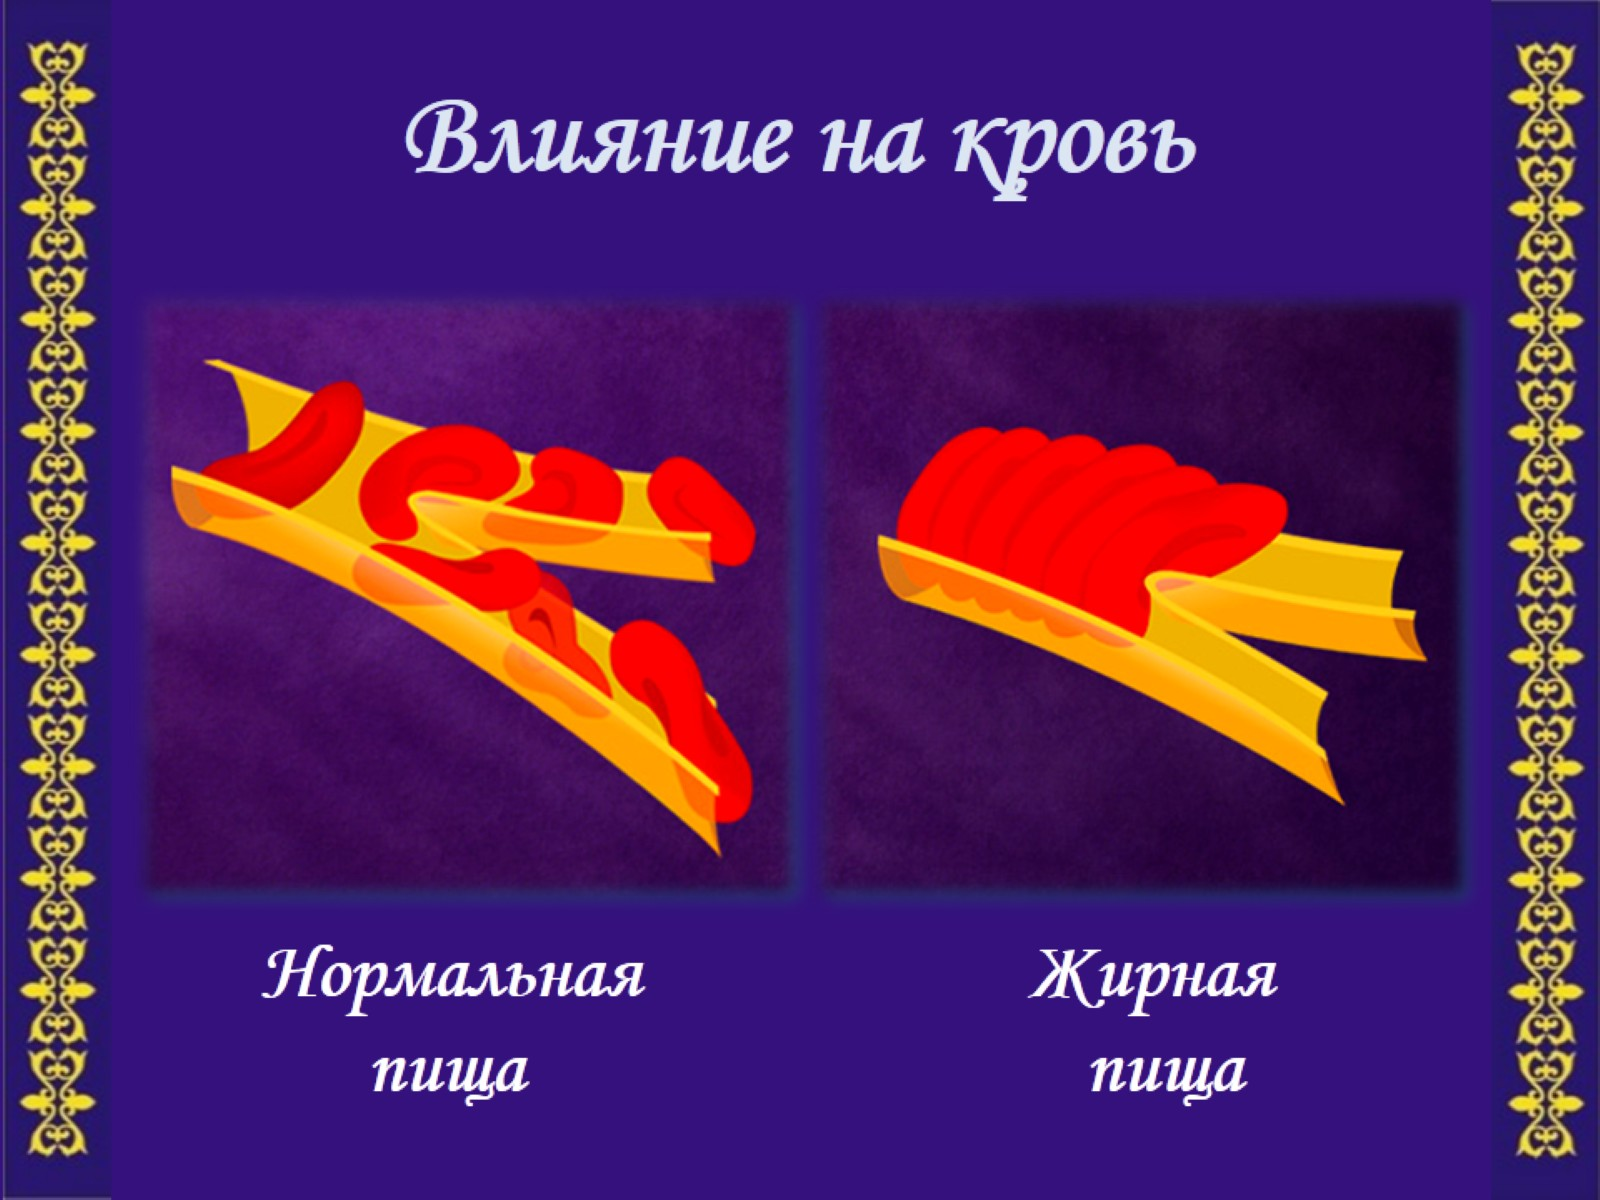 Влияние на кровь
Нормальная
пища
Жирная
пища